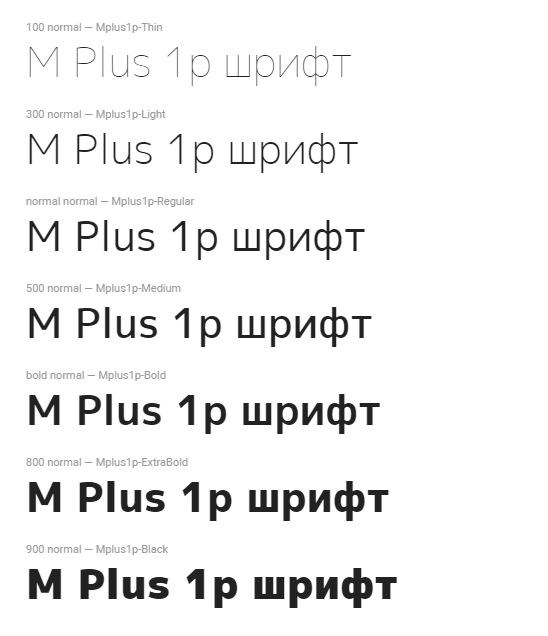 100 normal — Mplus1p-Thin
M Plus 1p шрифт
300 normal — Mplus1p-Light
M Plus 1p шрифт
normal normal — Mplus1p-Regular
M Plus 1p шрифт
500 normal — Mplus1p-Medium
M Plus 1p шрифт
bold normal — Mplus1p-Bold
M Plus 1p шрифт
800 normal — Mplus1p-ExtraBold
M Plus 1p шрифт
900 normal — Mplus1p-Black
M Plus 1p шрифт